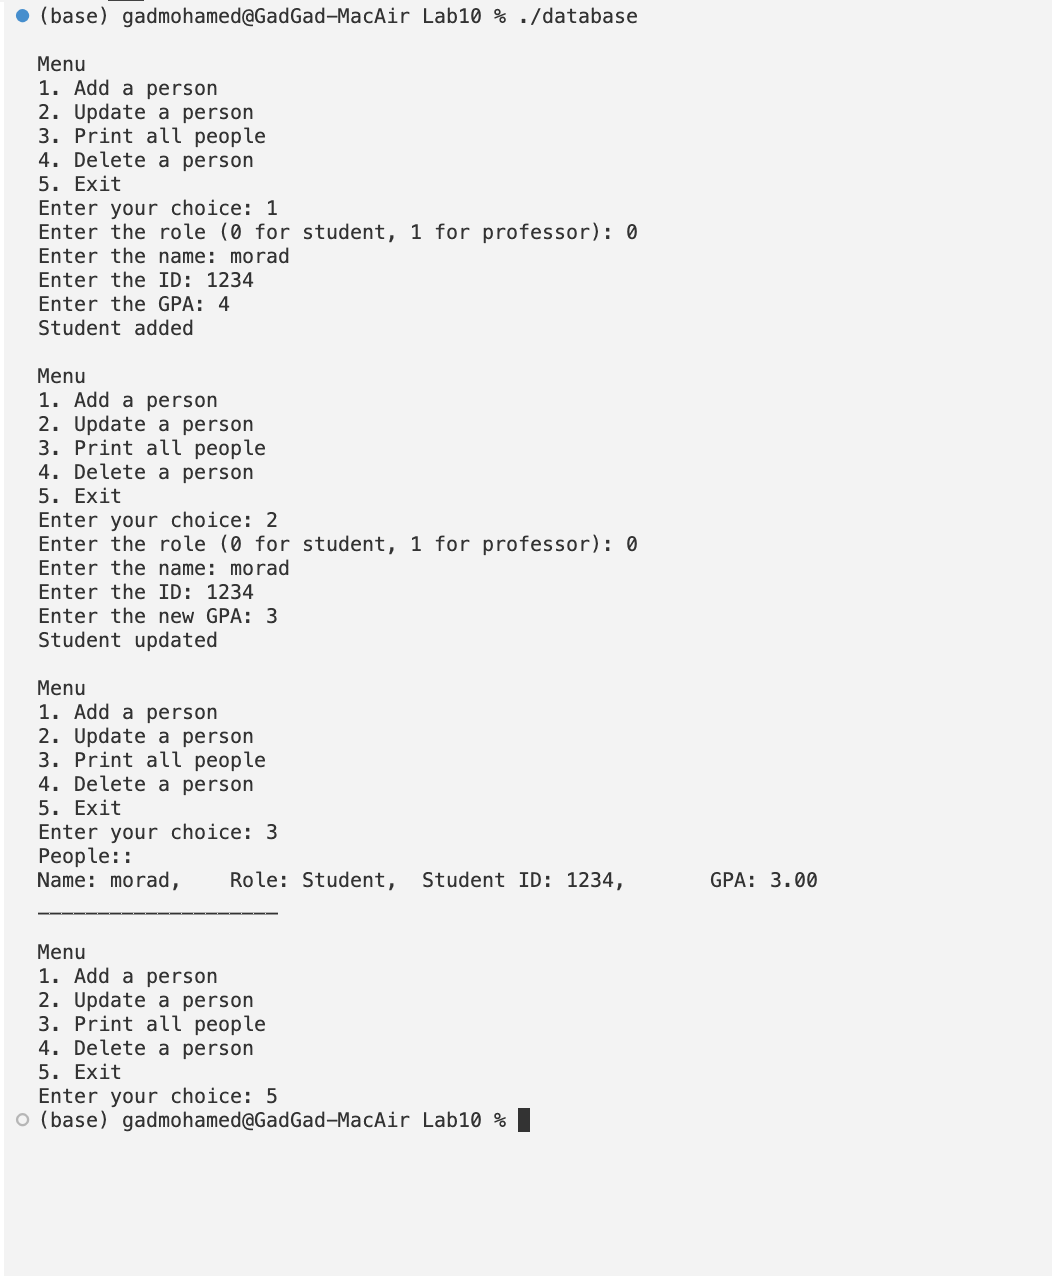 (base) gadmohamed@GadGad-MacAir Lab10 % ./database
Menu
1. Add a person
2. Update a person
3. Print all people
4. Delete a person
5. Exit
Enter your choice: 1
Enter the role (0 for student, 1 for professor): 0
Enter the name: morad
Enter the ID: 1234
Enter the GPA: 4
Student added
Menu
1. Add a person
2. Update a person
3. Print all people
4. Delete a person
5. Exit
Enter your choice: 2
Enter the role (0 for student, 1 for professor): 0
Enter the name: morad
Enter the ID: 1234
Enter the new GPA: 3
Student updated
Menu
1. Add a person
2. Update a person
3. Print all people
4. Delete a person
5. Exit
Enter your choice: 3
People::
Name: morad,    Role: Student,  Student ID: 1234,       GPA: 3.00
____________________
Menu
1. Add a person
2. Update a person
3. Print all people
4. Delete a person
5. Exit
Enter your choice: 5
(base) gadmohamed@GadGad-MacAir Lab10 %